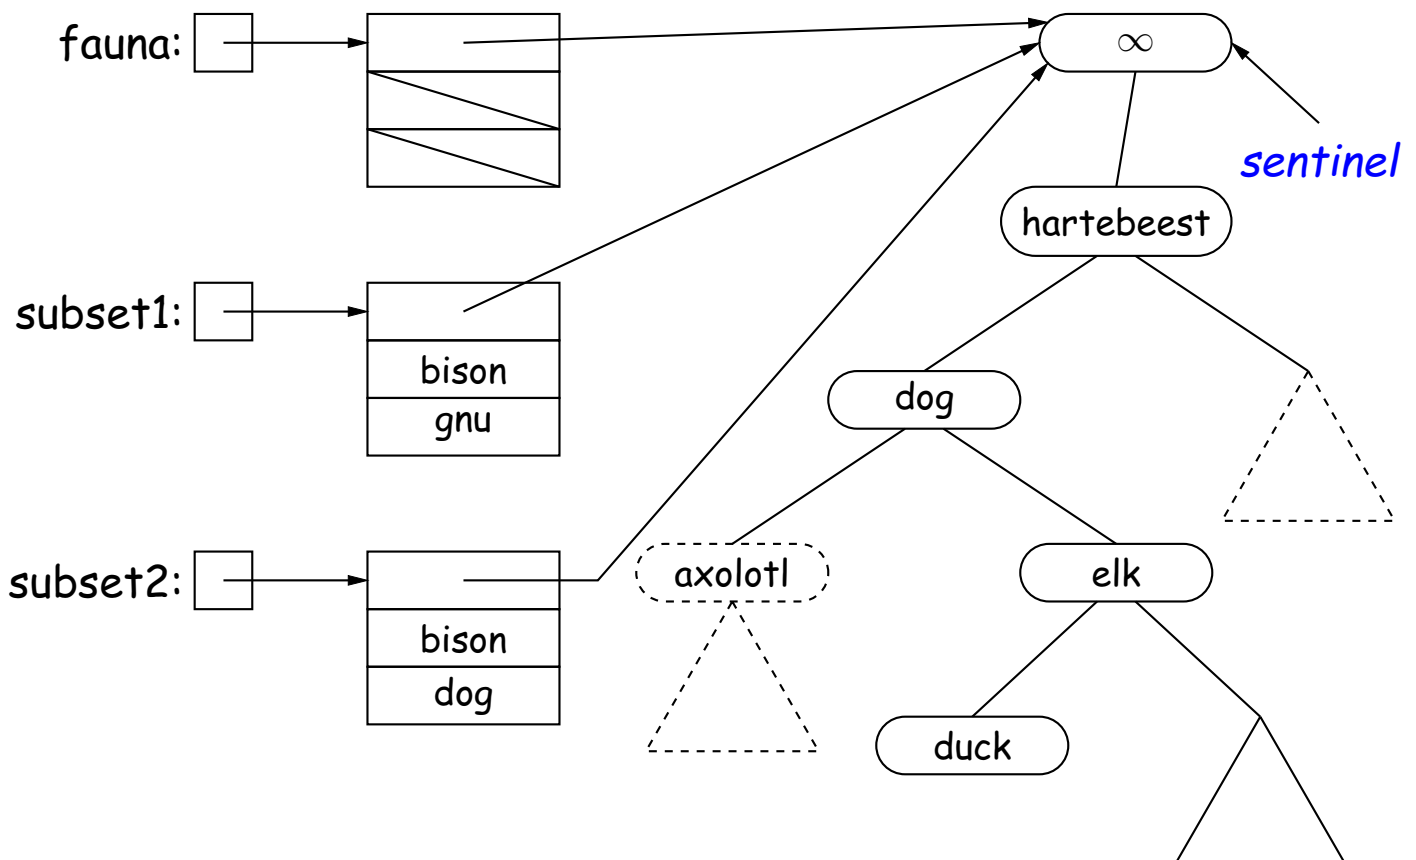 fauna:
∞
sentinel
hartebeest
subset1:
bison
gnu
dog
subset2:
bison
dog
axolotl
elk
duck